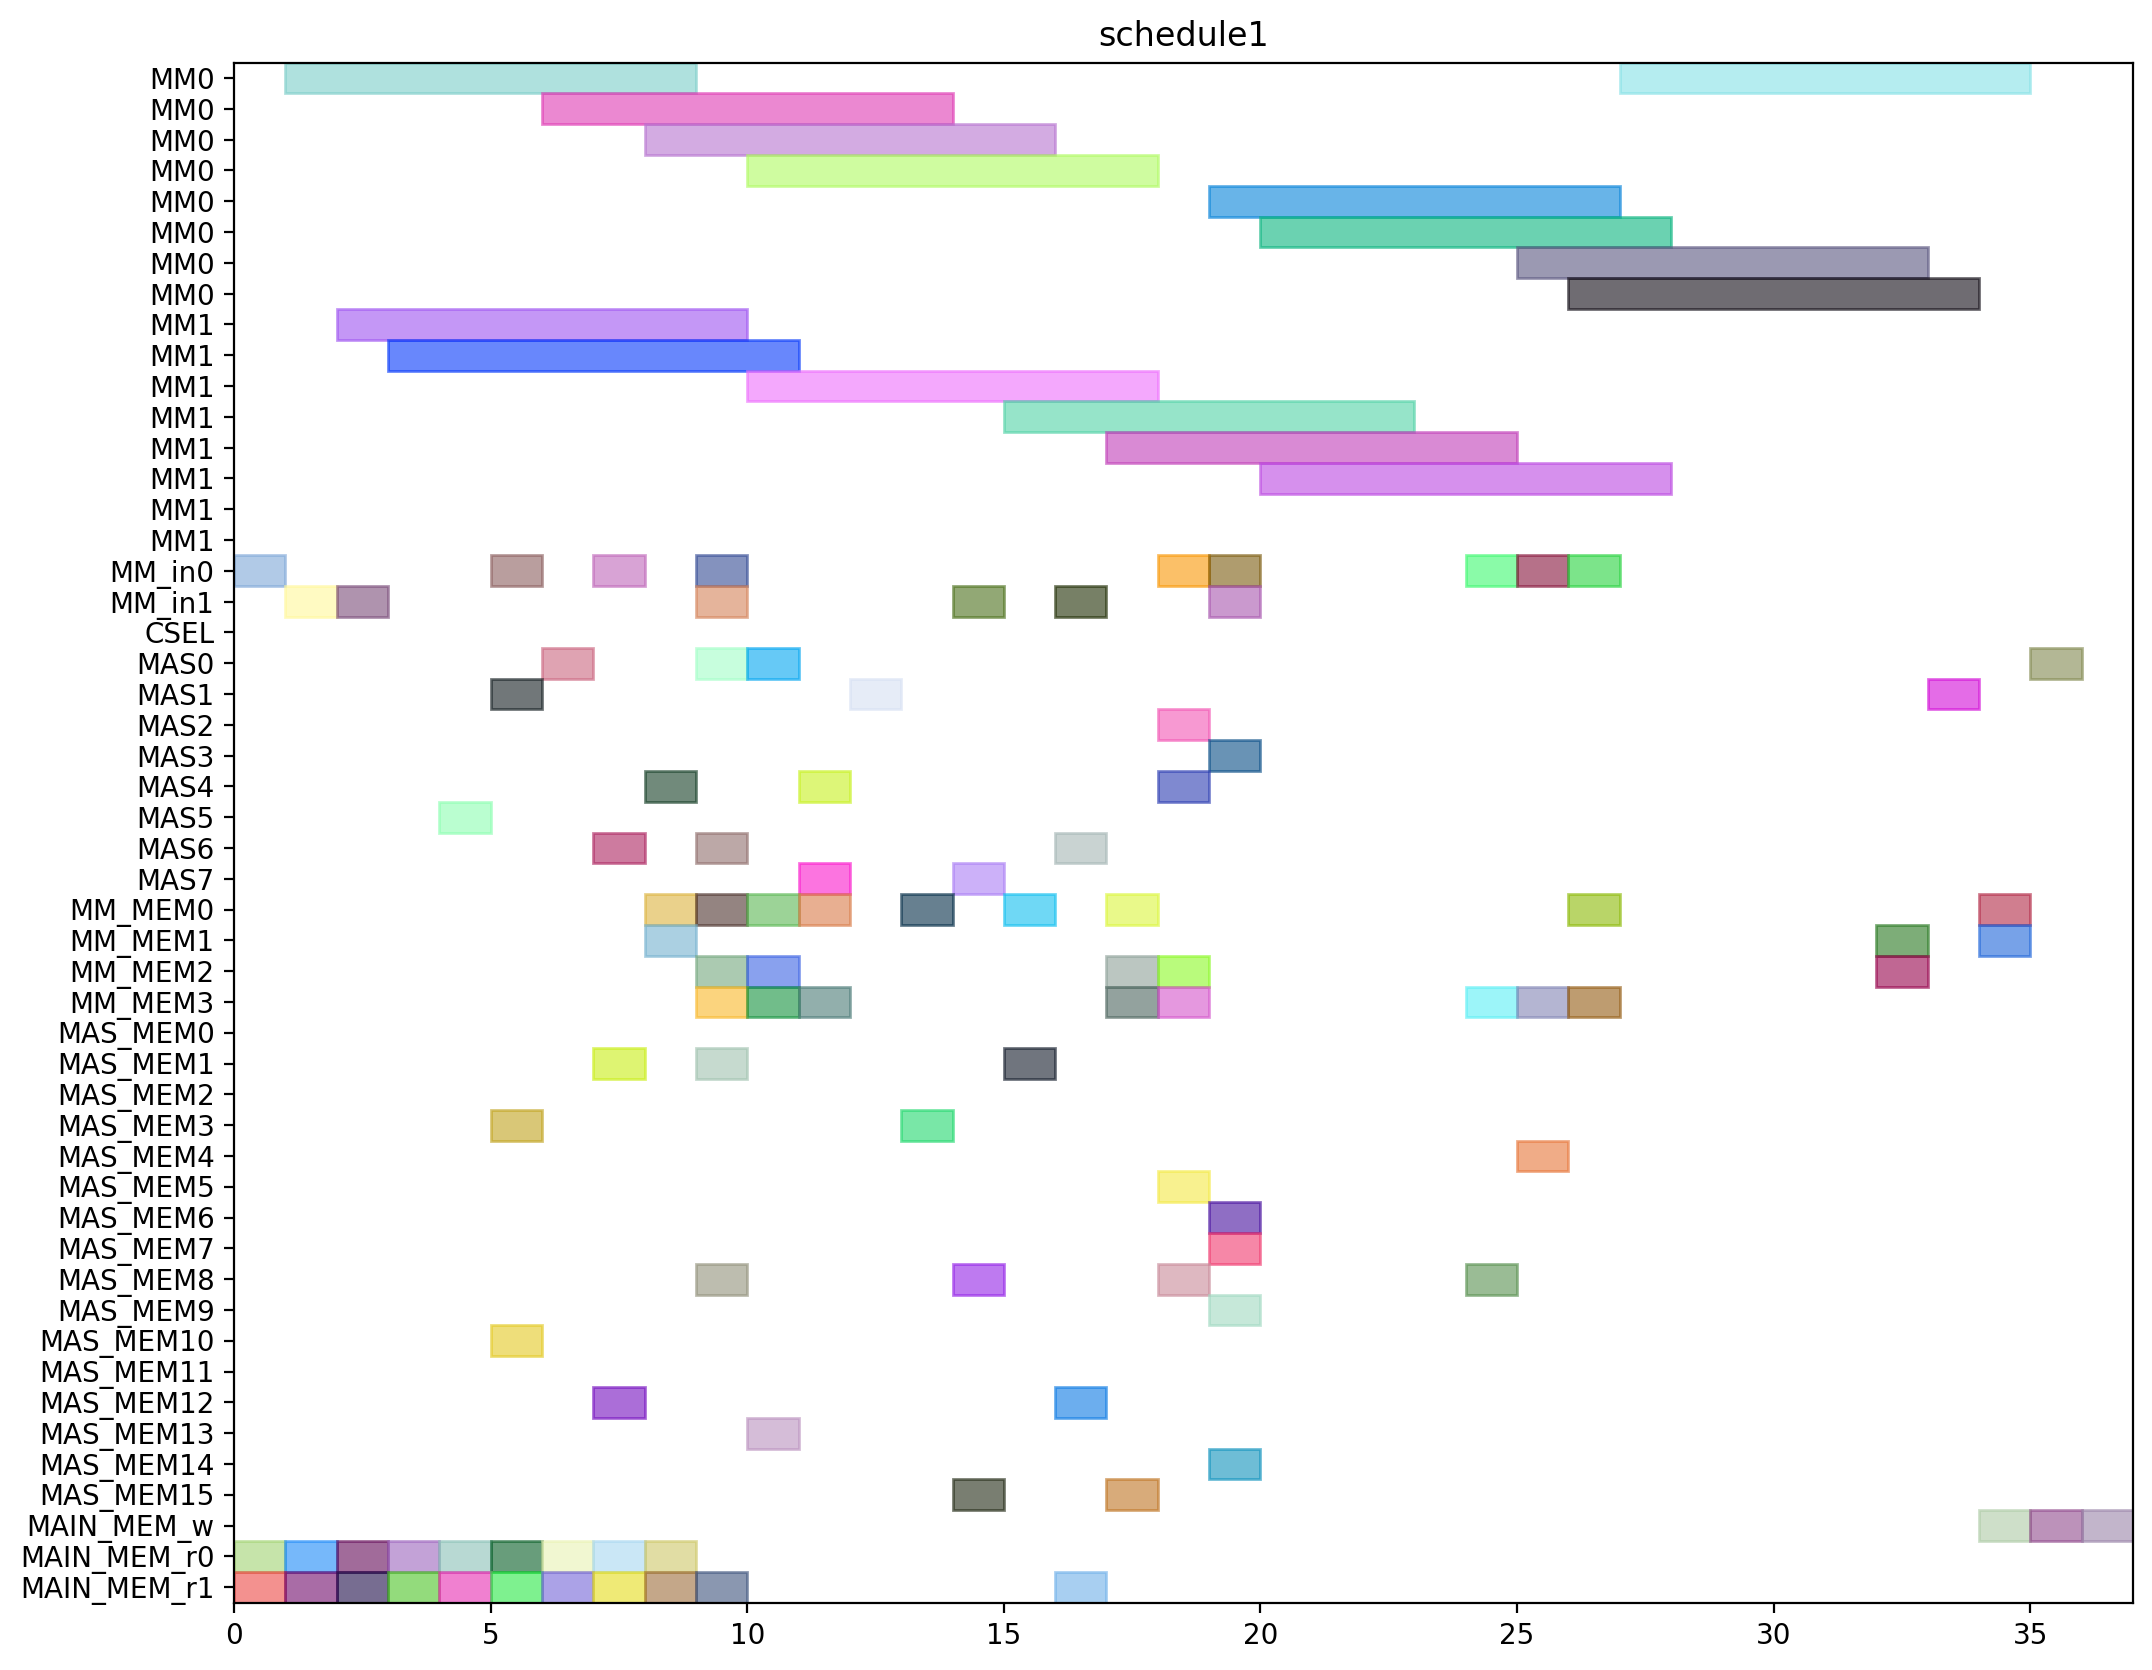 schedule1
MM0
MM0
MM0
MM0
MM0
MM0
MM0
MM0
MM1
MM1
MM1
MM1
MM1
MM1
MM1
MM1
MM_in0
MM_in1
CSEL
MAS0
MAS1
MAS2
MAS3
MAS4
MAS5
MAS6
MAS7
MM_MEM0
MM_MEM1
MM_MEM2
MM_MEM3
MAS_MEM0
MAS_MEM1
MAS_MEM2
MAS_MEM3
MAS_MEM4
MAS_MEM5
MAS_MEM6
MAS_MEM7
MAS_MEM8
MAS_MEM9
MAS_MEM10
MAS_MEM11
MAS_MEM12
MAS_MEM13
MAS_MEM14
MAS_MEM15
MAIN_MEM_w
MAIN_MEM_r0
MAIN_MEM_r1
0 5 10 15 20 25 30 35